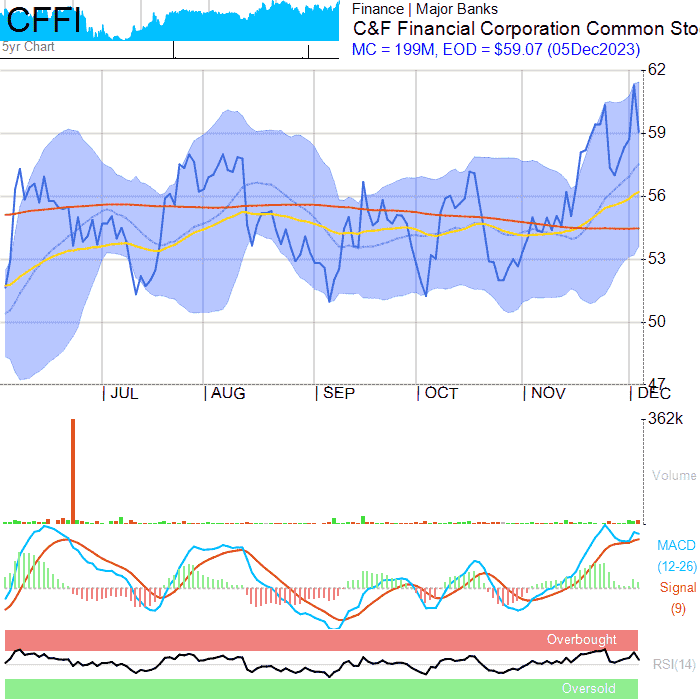 CFFI
5yr Chart
Finance | Major Banks
C&F Financial Corporation Common Sto
MC = 199M, EOD = $59.07 (05Dec2023)
62
59
56
53
50
47
| JUL | AUG | SEP | OCT | NOV | DEC
362k
Volume
MACD
(12-26)
Signal
(9)
Overbought
RSI(14)
Oversold